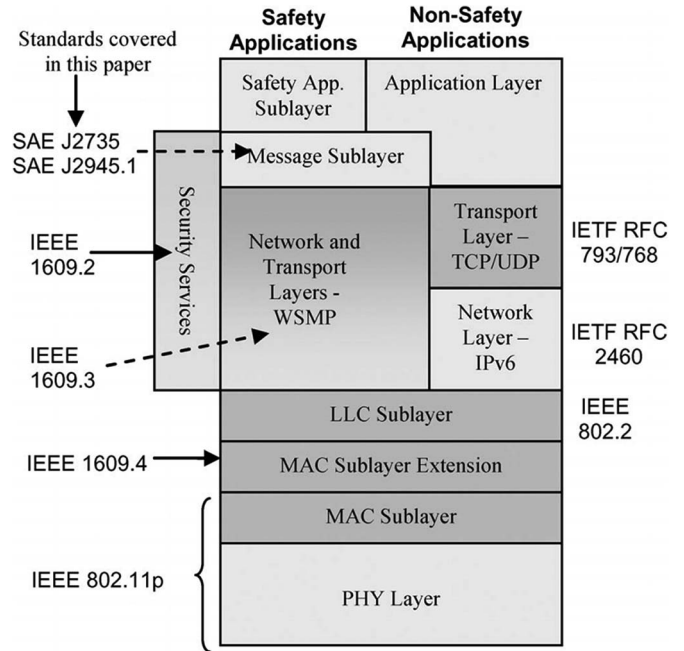 Safety
Applications
Non-Safety
Applications
Standards covered
in this paper
Safety App.
Sublayer
Application Layer
SAE J2735
SAE J2945.1
Message Sublayer
Security Services
IEEE
1609.2
Network and
Transport
Layers -
WSMP
Transport
Layer –
TCP/UDP
IETF RFC
793/768
IEEE
1609.3
Network
Layer –
IPv6
IETF RFC
2460
LLC Sublayer
IEEE
802.2
IEEE 1609.4
MAC Sublayer Extension
MAC Sublayer
IEEE 802.11p
PHY Layer